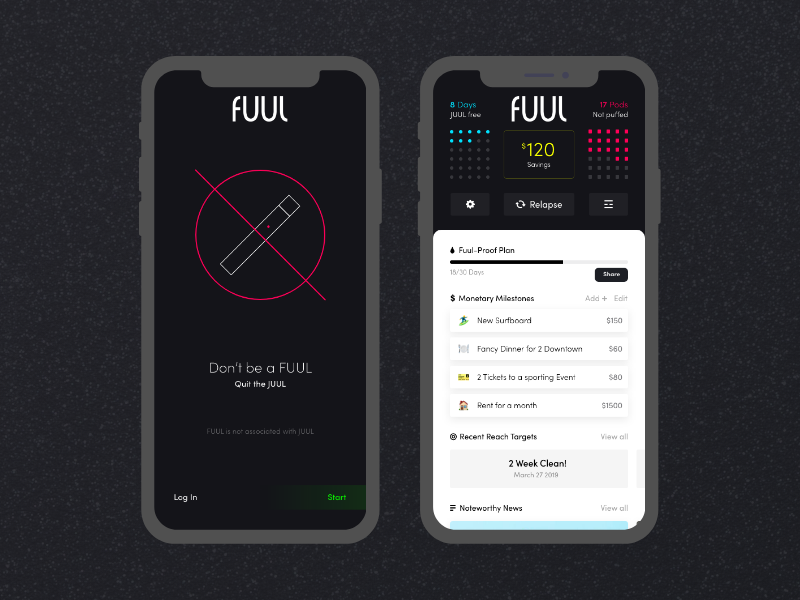 FUUL
Don't be a FUUL
Quit the JUUL
FUUL is not associated with JUUL
Log In
Start
8 Days
JUUL free
FUUL
17 Pods
Not puffed
$120
Savings
Relapse
Fuul-Proof Plan
18/30 Days
Share
$ Monetary Milestones
Add +
Edit
New Surfboard
$150
Fancy Dinner for 2 Downtown
$60
2 Tickets to a sporting Event
$80
Rent for a month
$1500
Recent Reach Targets
View all
2 Week Clean!
March 27 2019
Noteworthy News
View all